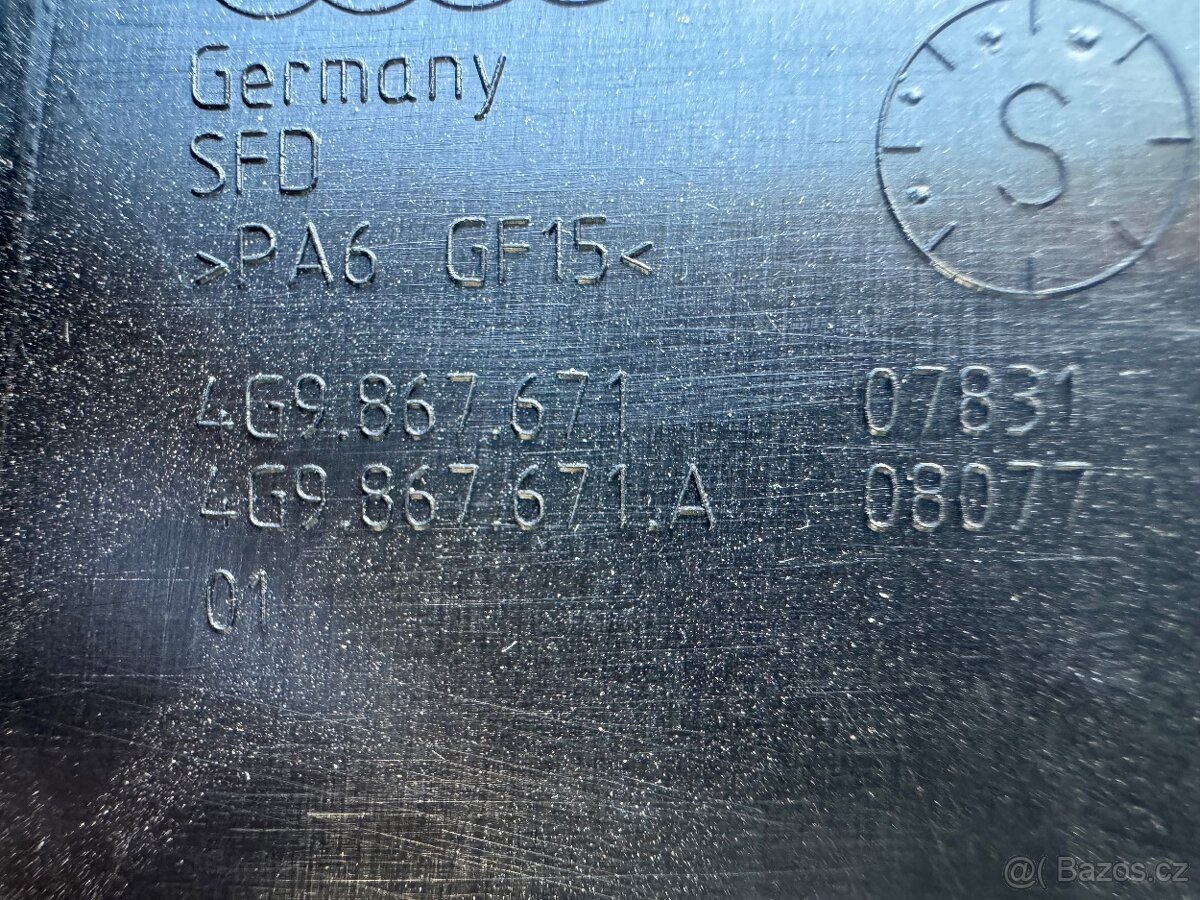 Germany
SFD
S
>PA6 GF15<
4G9.867.671 07831
4G9.867.671.A 08077
01
@( Bazos.cz